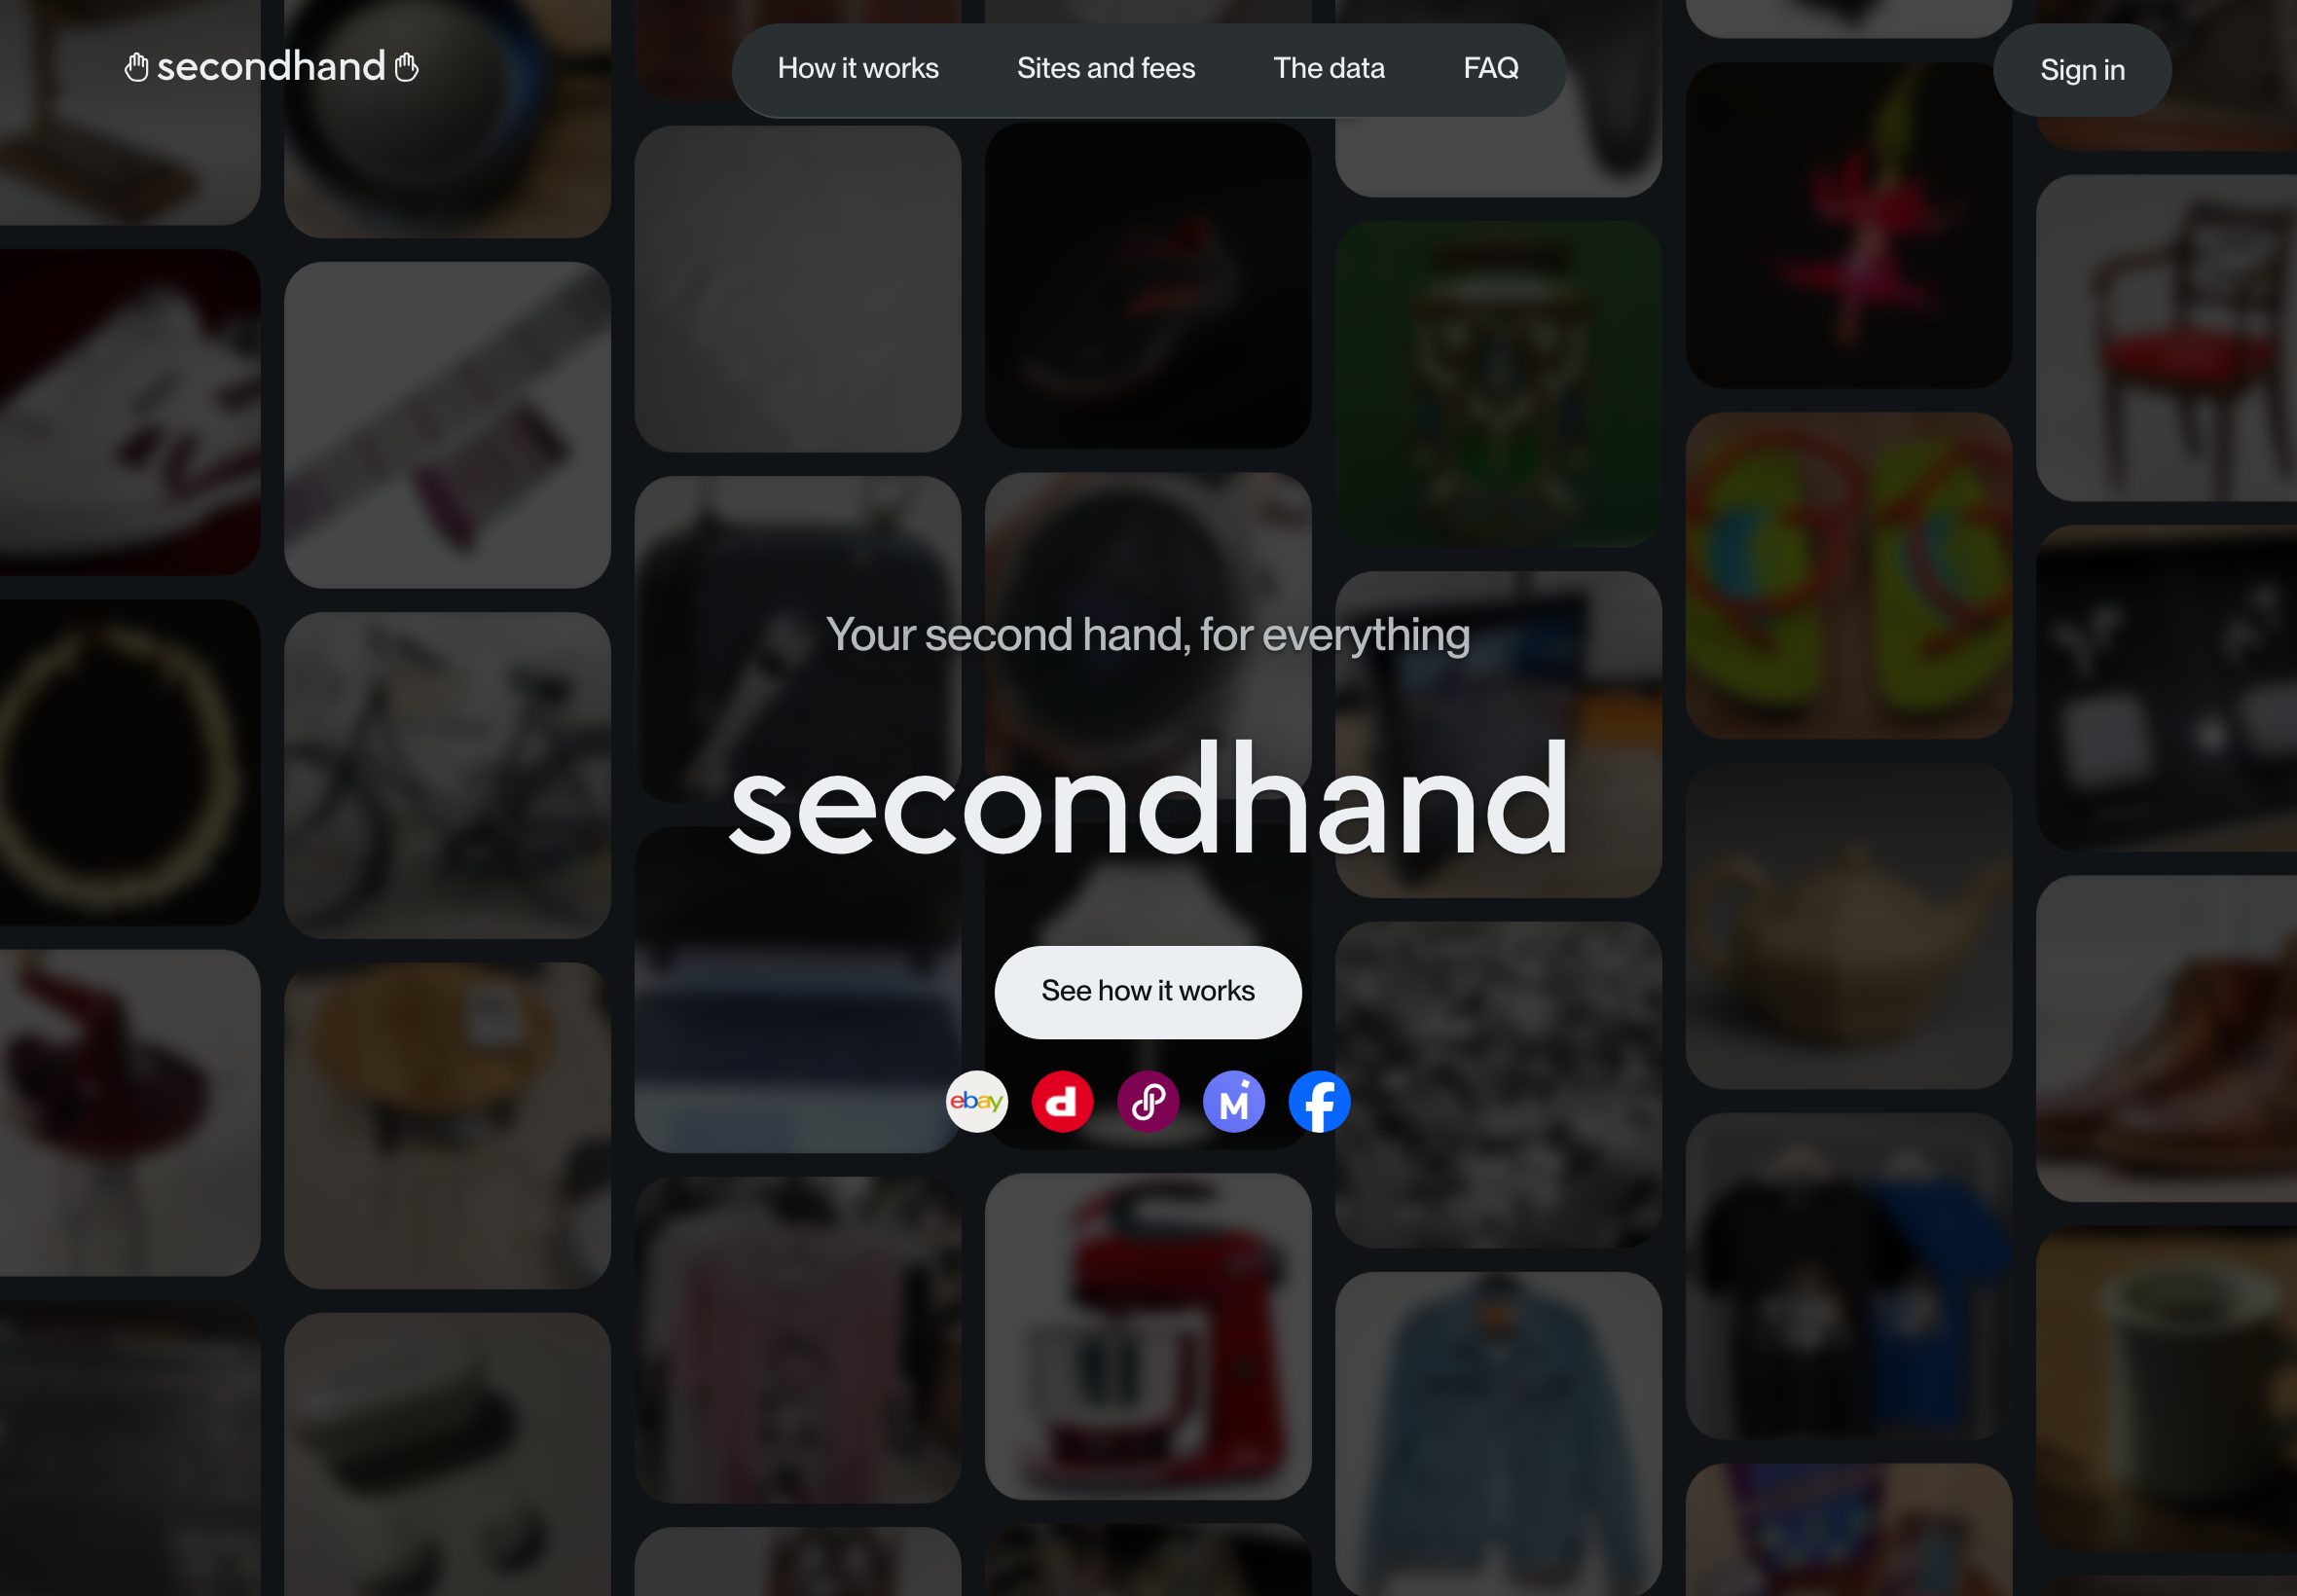 secondhand
How it works
Sites and fees
The data
FAQ
Sign in
Your second hand, for everything
secondhand
See how it works
ebay
d
M
f